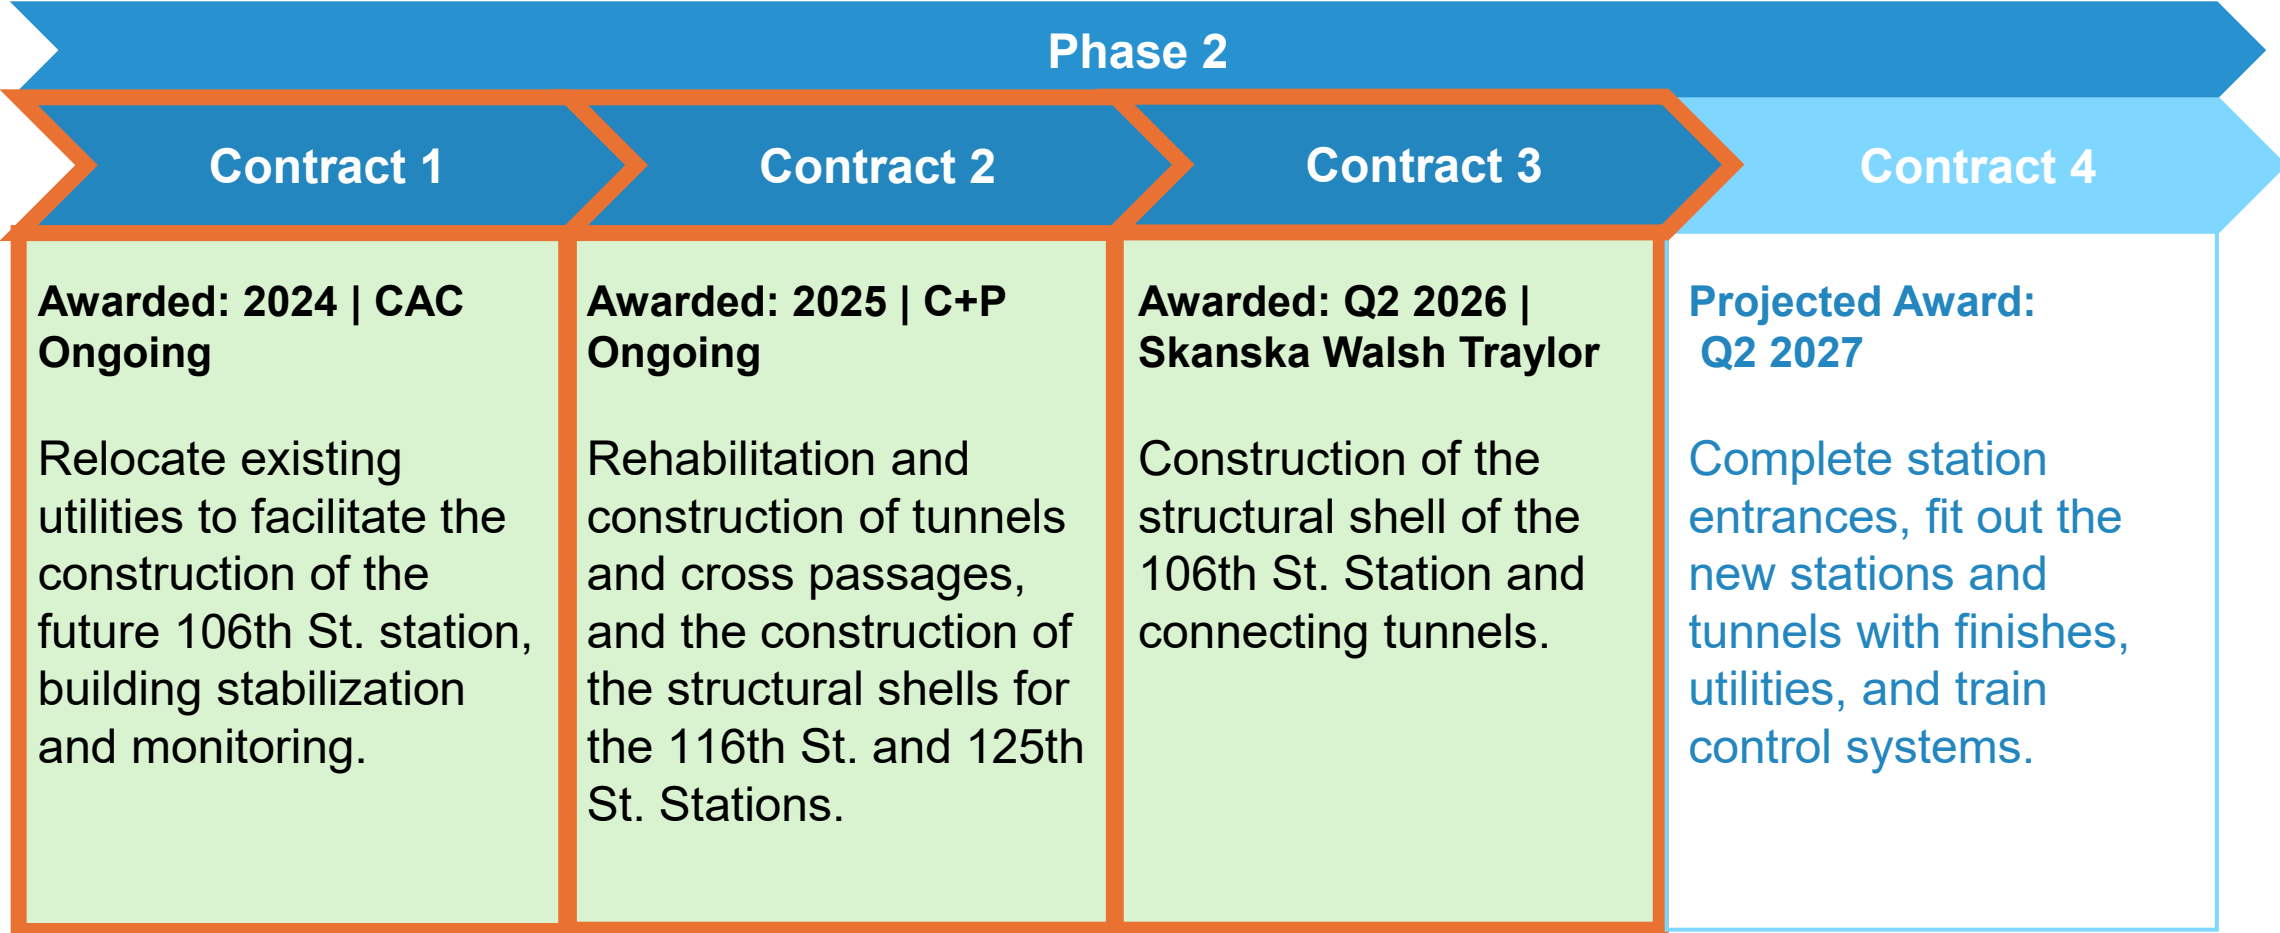 Phase 2
Contract 1
Contract 2
Contract 3
Contract 4
Awarded: 2024 | CAC
Ongoing
Relocate existing
utilities to facilitate the
construction of the
future 106th St. station,
building stabilization
and monitoring.
Awarded: 2025 | C+P
Ongoing
Rehabilitation and
construction of tunnels
and cross passages,
and the construction of
the structural shells for
the 116th St. and 125th
St. Stations.
Awarded: Q2 2026 |
Skanska Walsh Traylor
Construction of the
structural shell of the
106th St. Station and
connecting tunnels.
Projected Award:
Q2 2027
Complete station
entrances, fit out the
new stations and
tunnels with finishes,
utilities, and train
control systems.